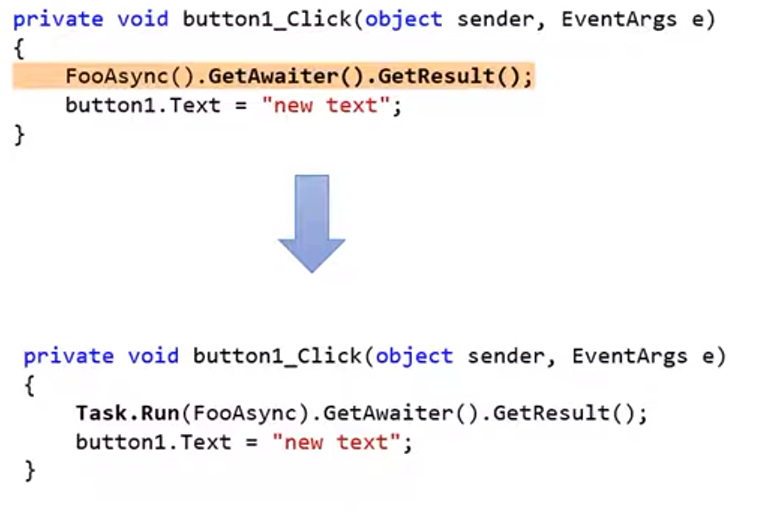 private void button1_Click(object sender, EventArgs e)
{
    FooAsync().GetAwaiter().GetResult();
    button1.Text = "new text";
}
private void button1_Click(object sender, EventArgs e)
{
    Task.Run(FooAsync).GetAwaiter().GetResult();
    button1.Text = "new text";
}